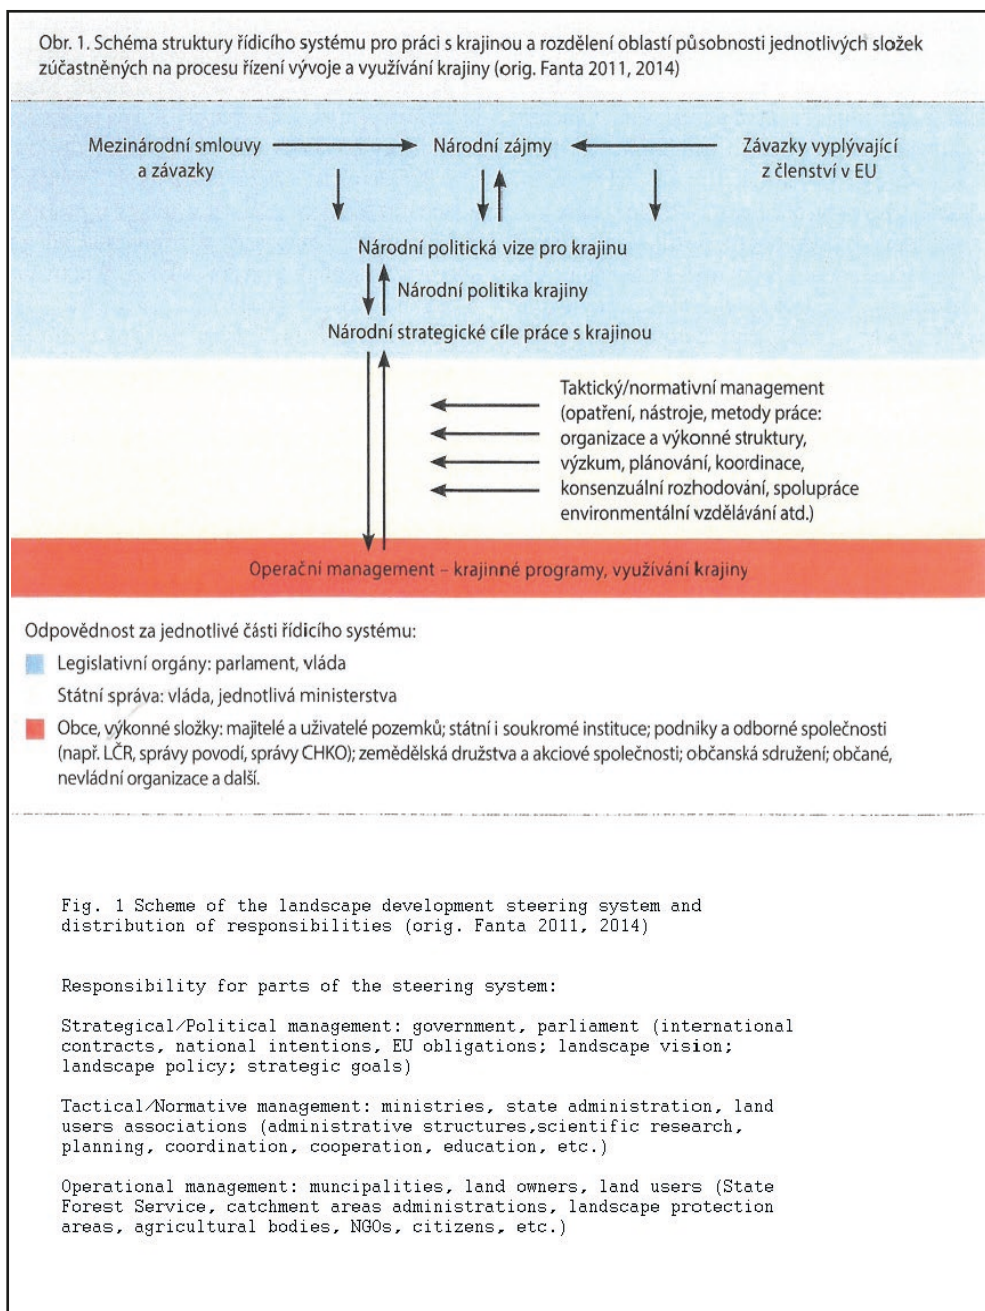 Obr. 1. Schéma struktury řídicího systému pro práci s krajinou a rozdělení oblastí působnosti jednotlivých složek
zúčastněných na procesu řízení vývoje a využívání krajiny (orig. Fanta 2011, 2014)
Mezinárodní smlouvy
a závazky
Národní zájmy
Závazky vyplývající
z členství v EU
Národní politická vize pro krajinu
Národní politika krajiny
Národní strategické cíle práce s krajinou
Taktický/normativní management
(opatření, nástroje, metody práce:
organizace a výkonné struktury,
výzkum, plánování, koordinace,
konsenzuální rozhodování, spolupráce
environmentální vzdělávání atd.)
Operační management – krajinné programy, využívání krajiny
Odpovědnost za jednotlivé části řídicího systému:
Legislativní orgány: parlament, vláda
Státní správa: vláda, jednotlivá ministerstva
Obce, výkonné složky: majitelé a uživatelé pozemků; státní i soukromé instituce; podniky a odborné společnosti
(např. LČR, správy povodí, správy CHKO); zemědělská družstva a akciové společnosti; občanská sdružení; občané,
nevládní organizace a další.
Fig. 1 Scheme of the landscape development steering system and
distribution of responsibilities (orig. Fanta 2011, 2014)
Responsibility for parts of the steering system:
Strategical/Political management: government, parliament (international
contracts, national intentions, EU obligations; landscape vision;
landscape policy; strategic goals)
Tactical/Normative management: ministries, state administration, land
users associations (administrative structures,scientific research,
planning, coordination, cooperation, education, etc.)
Operational management: muncipalities, land owners, land users (State
Forest Service, catchment areas administrations, landscape protection
areas, agricultural bodies, NGOs, citizens, etc.)